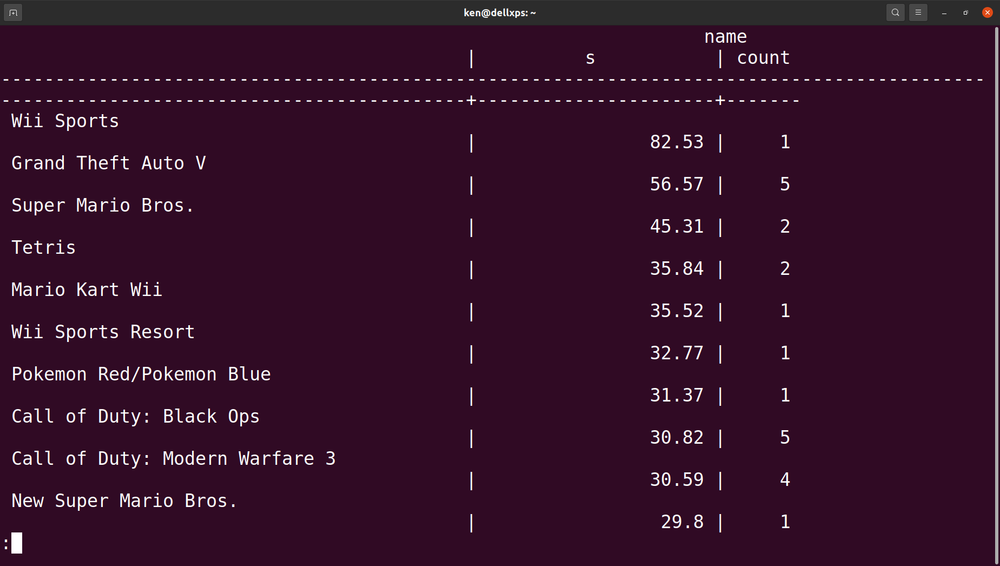 ken@dellxps: ~
name
| s | count
-------------------------------------------------------------------------------------------
-------------------------------------------+----------------------+-------
Wii Sports
| 82.53 | 1
Grand Theft Auto V
| 56.57 | 5
Super Mario Bros.
| 45.31 | 2
Tetris
| 35.84 | 2
Mario Kart Wii
| 35.52 | 1
Wii Sports Resort
| 32.77 | 1
Pokemon Red/Pokemon Blue
| 31.37 | 1
Call of Duty: Black Ops
| 30.82 | 5
Call of Duty: Modern Warfare 3
| 30.59 | 4
New Super Mario Bros.
| 29.8 | 1
: